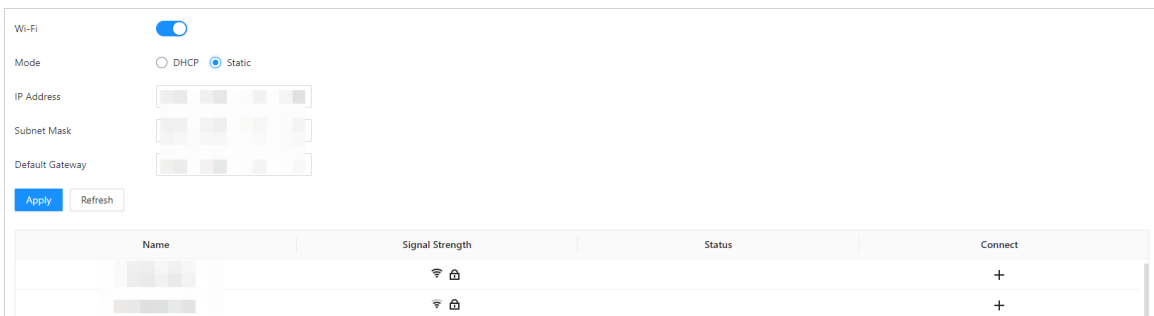 Wi-Fi
Mode DHCP Static
IP Address
Subnet Mask
Default Gateway
Apply Refresh
Name Signal Strength Status Connect